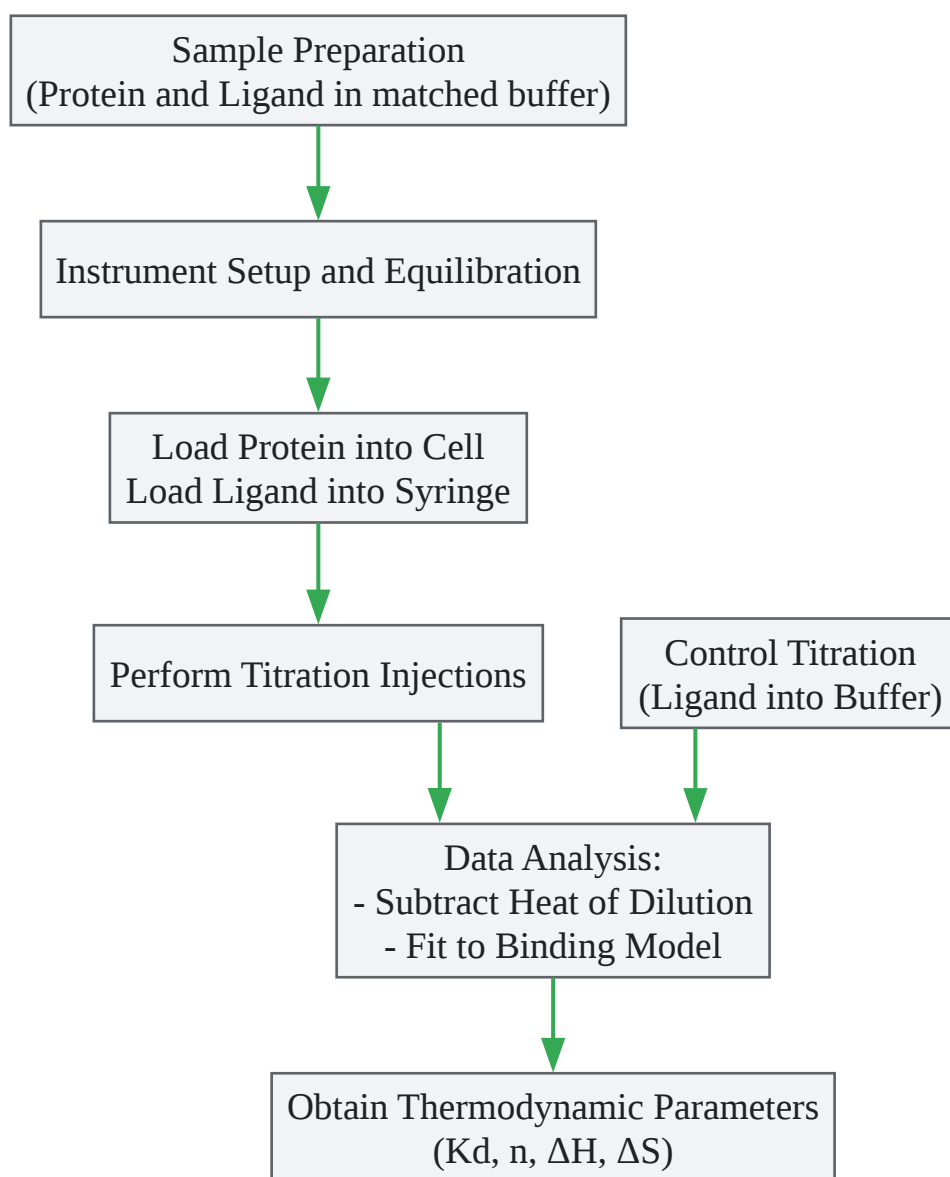 Sample Preparation
(Protein and Ligand in matched buffer)
Instrument Setup and Equilibration
Load Protein into Cell
Load Ligand into Syringe
Perform Titration Injections
Control Titration
(Ligand into Buffer)
Data Analysis:
- Subtract Heat of Dilution
- Fit to Binding Model
Obtain Thermodynamic Parameters
(Kd, n, ΔH, ΔS)